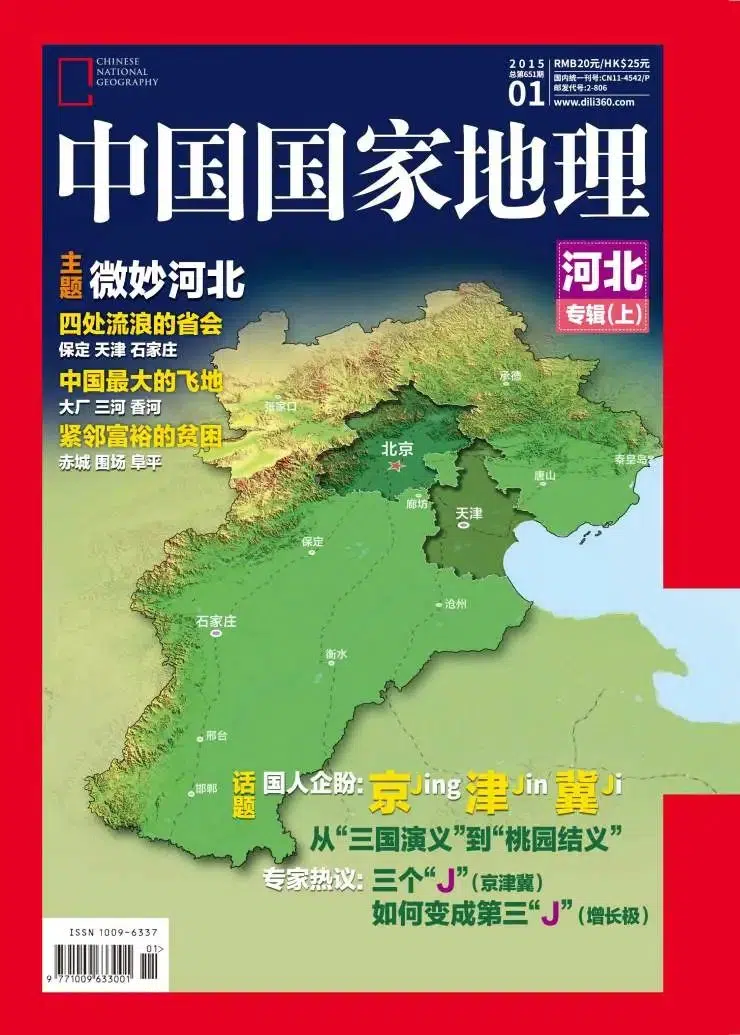 CHINESE
NATIONAL
GEOGRAPHY
2015
总第651期
01
RMB20元/HK$25元
国内统一刊号:CN11-4542/P
邮发代号:2-806
www.dili360.com
中国国家地理
主题 微妙河北
四处流浪的省会
保定 天津 石家庄
中国最大的飞地
大厂 三河 香河
紧邻富裕的贫困
赤城 围场 阜平
河北
专辑(上)
承德
张家口
北京
秦皇岛
唐山
廊坊
天津
保定
沧州
石家庄
衡水
邢台
邯郸
话题 国人企盼:京Jing 津Jin 冀Ji
从“三国演义”到“桃园结义”
专家热议:三个“J”(京津冀)
如何变成第三“J”(增长极)
ISSN 1009-6337
01>
9 771009 633001